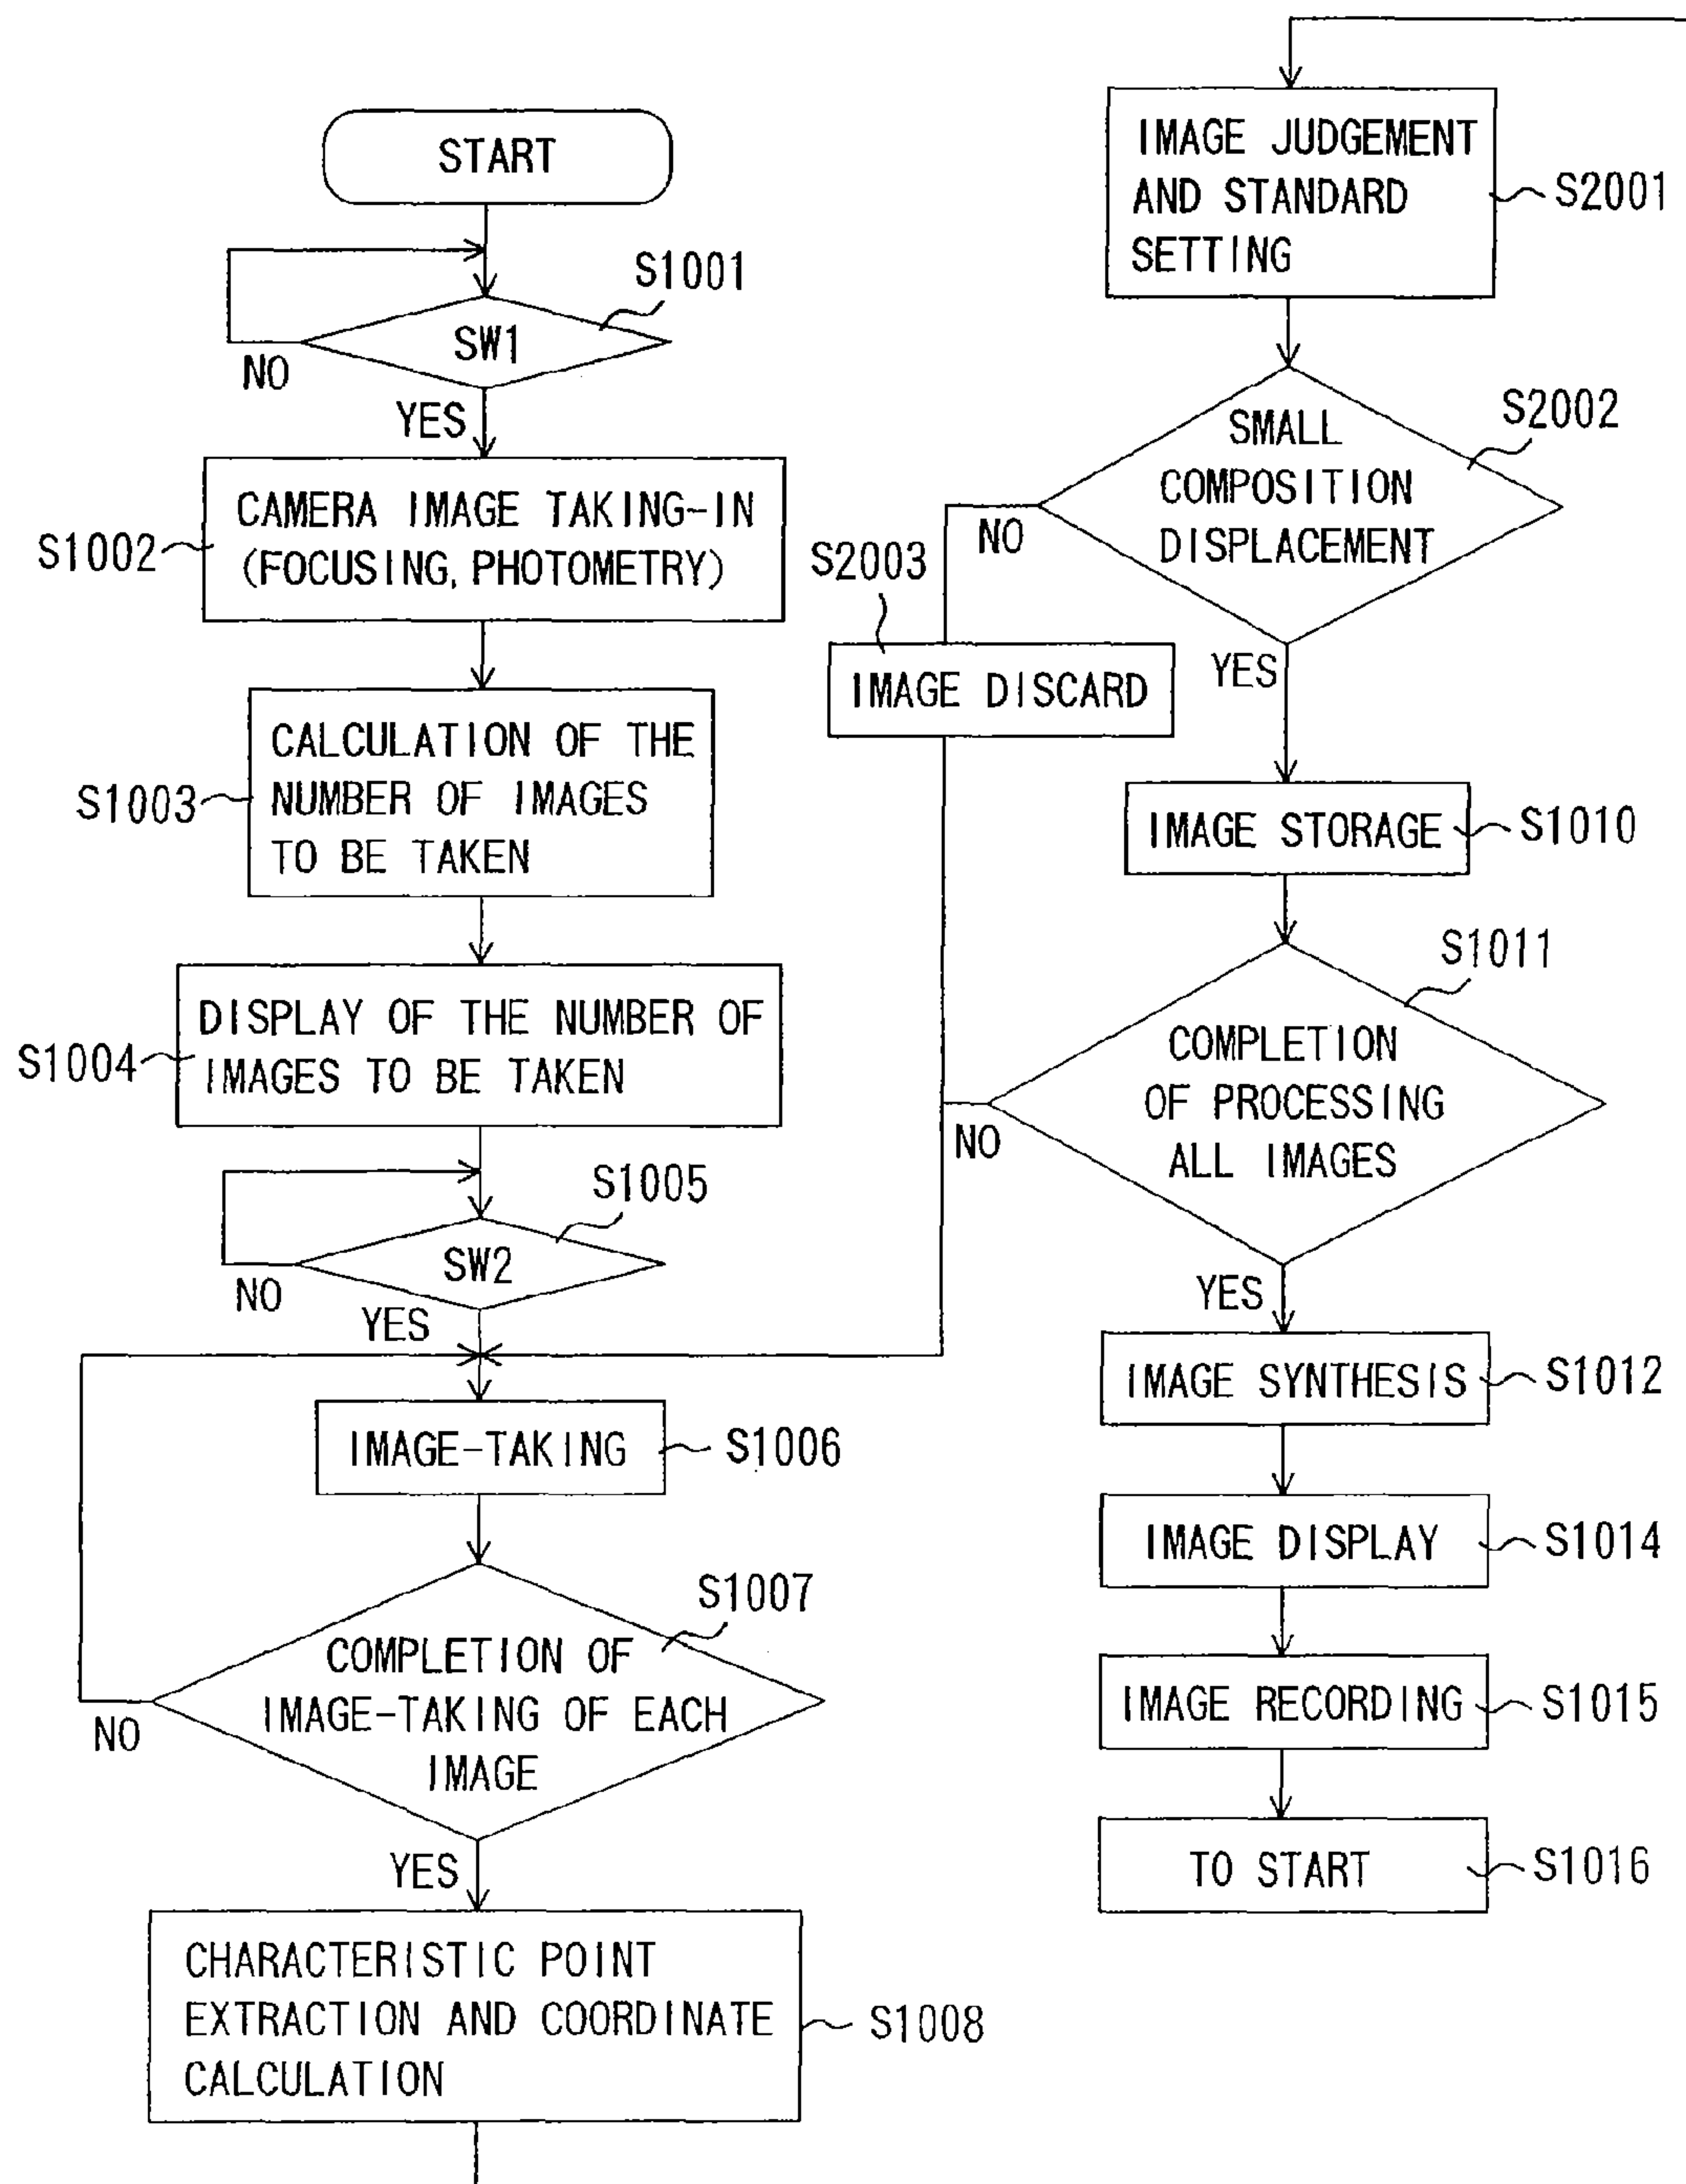 START
S1001
SW1
NO
YES
CAMERA IMAGE TAKING-IN
(FOCUSING, PHOTOMETRY)
S1002
CALCULATION OF THE
NUMBER OF IMAGES
TO BE TAKEN
S1003
DISPLAY OF THE NUMBER OF
IMAGES TO BE TAKEN
S1004
S1005
SW2
NO
YES
IMAGE-TAKING
S1006
S1007
COMPLETION OF
IMAGE-TAKING OF EACH
IMAGE
NO
YES
CHARACTERISTIC POINT
EXTRACTION AND COORDINATE
CALCULATION
S1008
IMAGE JUDGEMENT
AND STANDARD
SETTING
S2001
S2002
SMALL
COMPOSITION
DISPLACEMENT
NO
S2003
IMAGE DISCARD
YES
IMAGE STORAGE
S1010
S1011
COMPLETION
OF PROCESSING
ALL IMAGES
NO
YES
IMAGE SYNTHESIS
S1012
IMAGE DISPLAY
S1014
IMAGE RECORDING
S1015
TO START
S1016